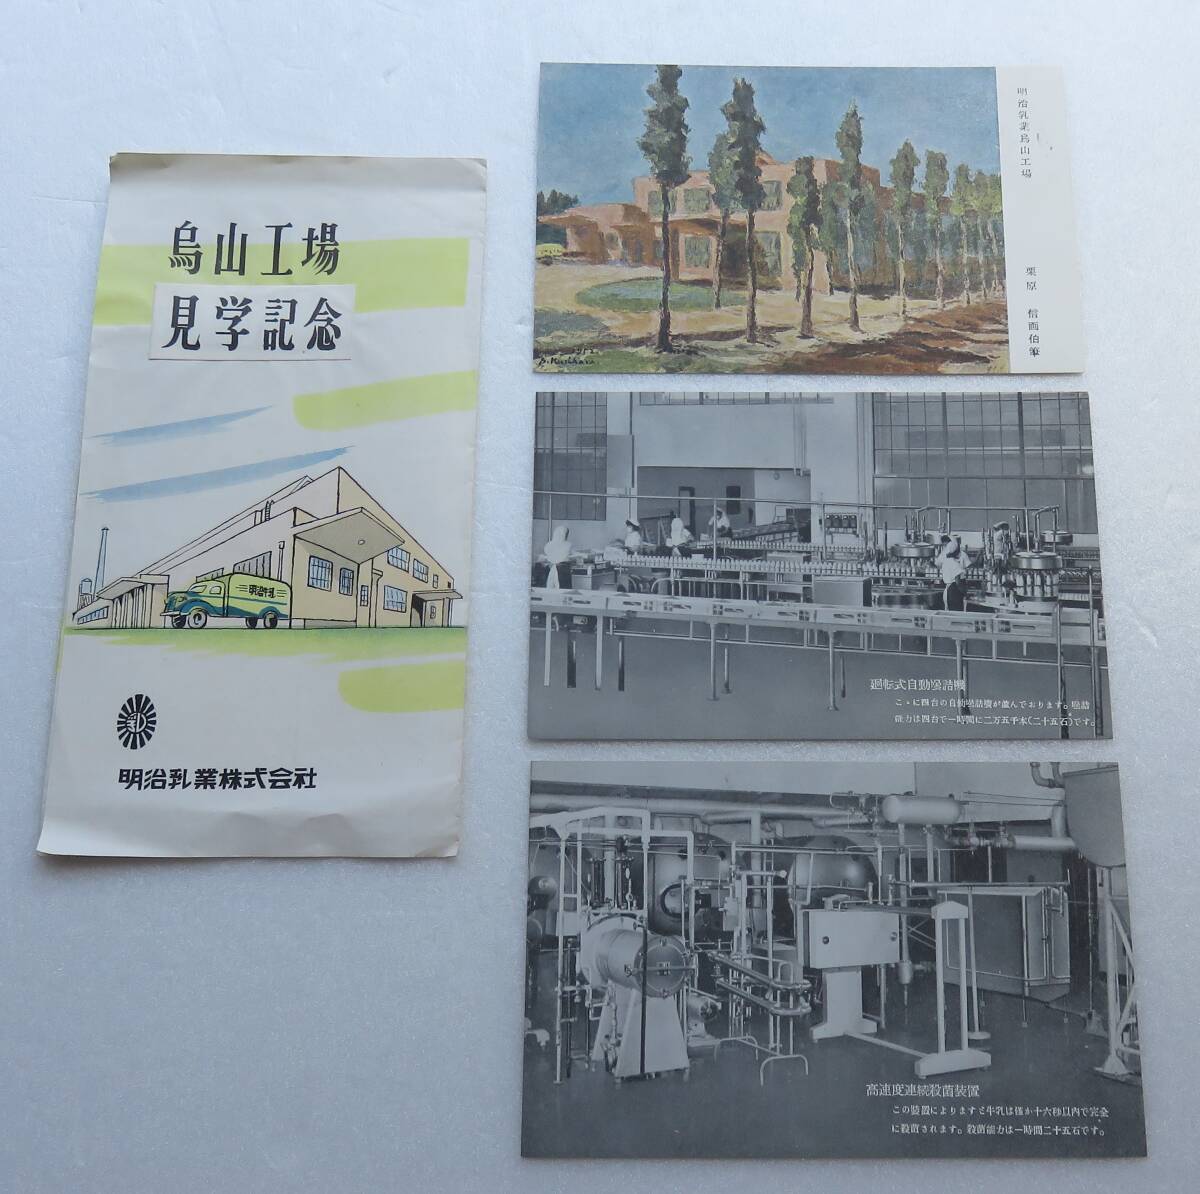 烏山工場
見学記念
明治牛乳
明治乳業株式会社
明治乳業烏山工場
栗原 信画伯筆
1952.
S. Kurihara
廻転式自動壜詰機
こゝに四台の自動壜詰機が並んでおります。壜詰
能力は四台で一時間に二万五千本(二十五石)です。
高速度連続殺菌装置
この装置によりますと牛乳は僅か十六秒以内で完全
に殺菌されます。殺菌能力は一時間二十五石です。